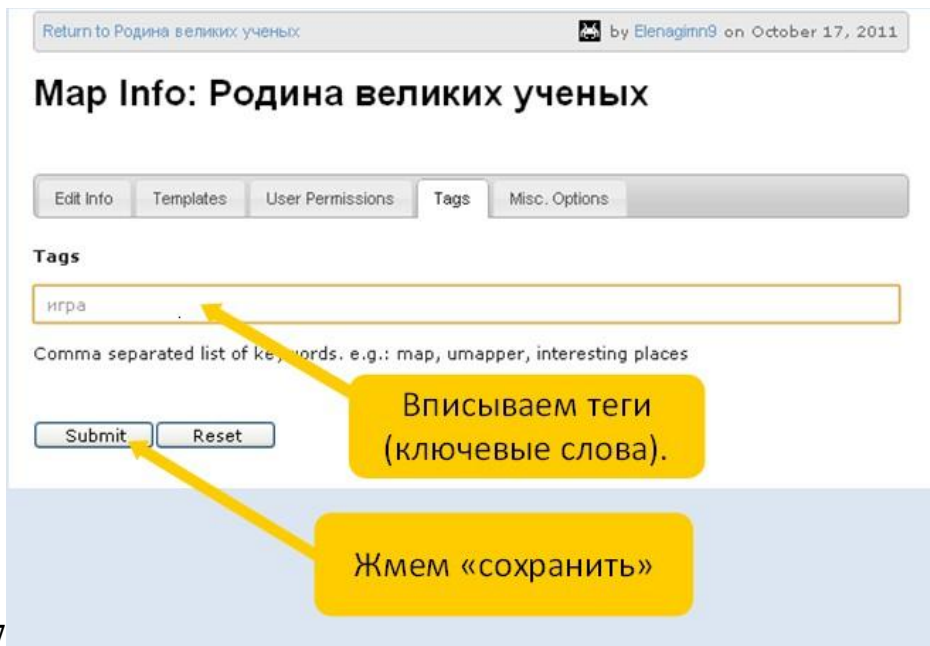 Return to Родина великих ученых by Elenagimn9 on October 17, 2011
Map Info: Родина великих ученых
Edit Info Templates User Permissions Tags Misc. Options
Tags
игра
Comma separated list of keywords. e.g.: map, umapper, interesting places
Вписываем теги
(ключевые слова).
Submit Reset
Жмем «сохранить»
7